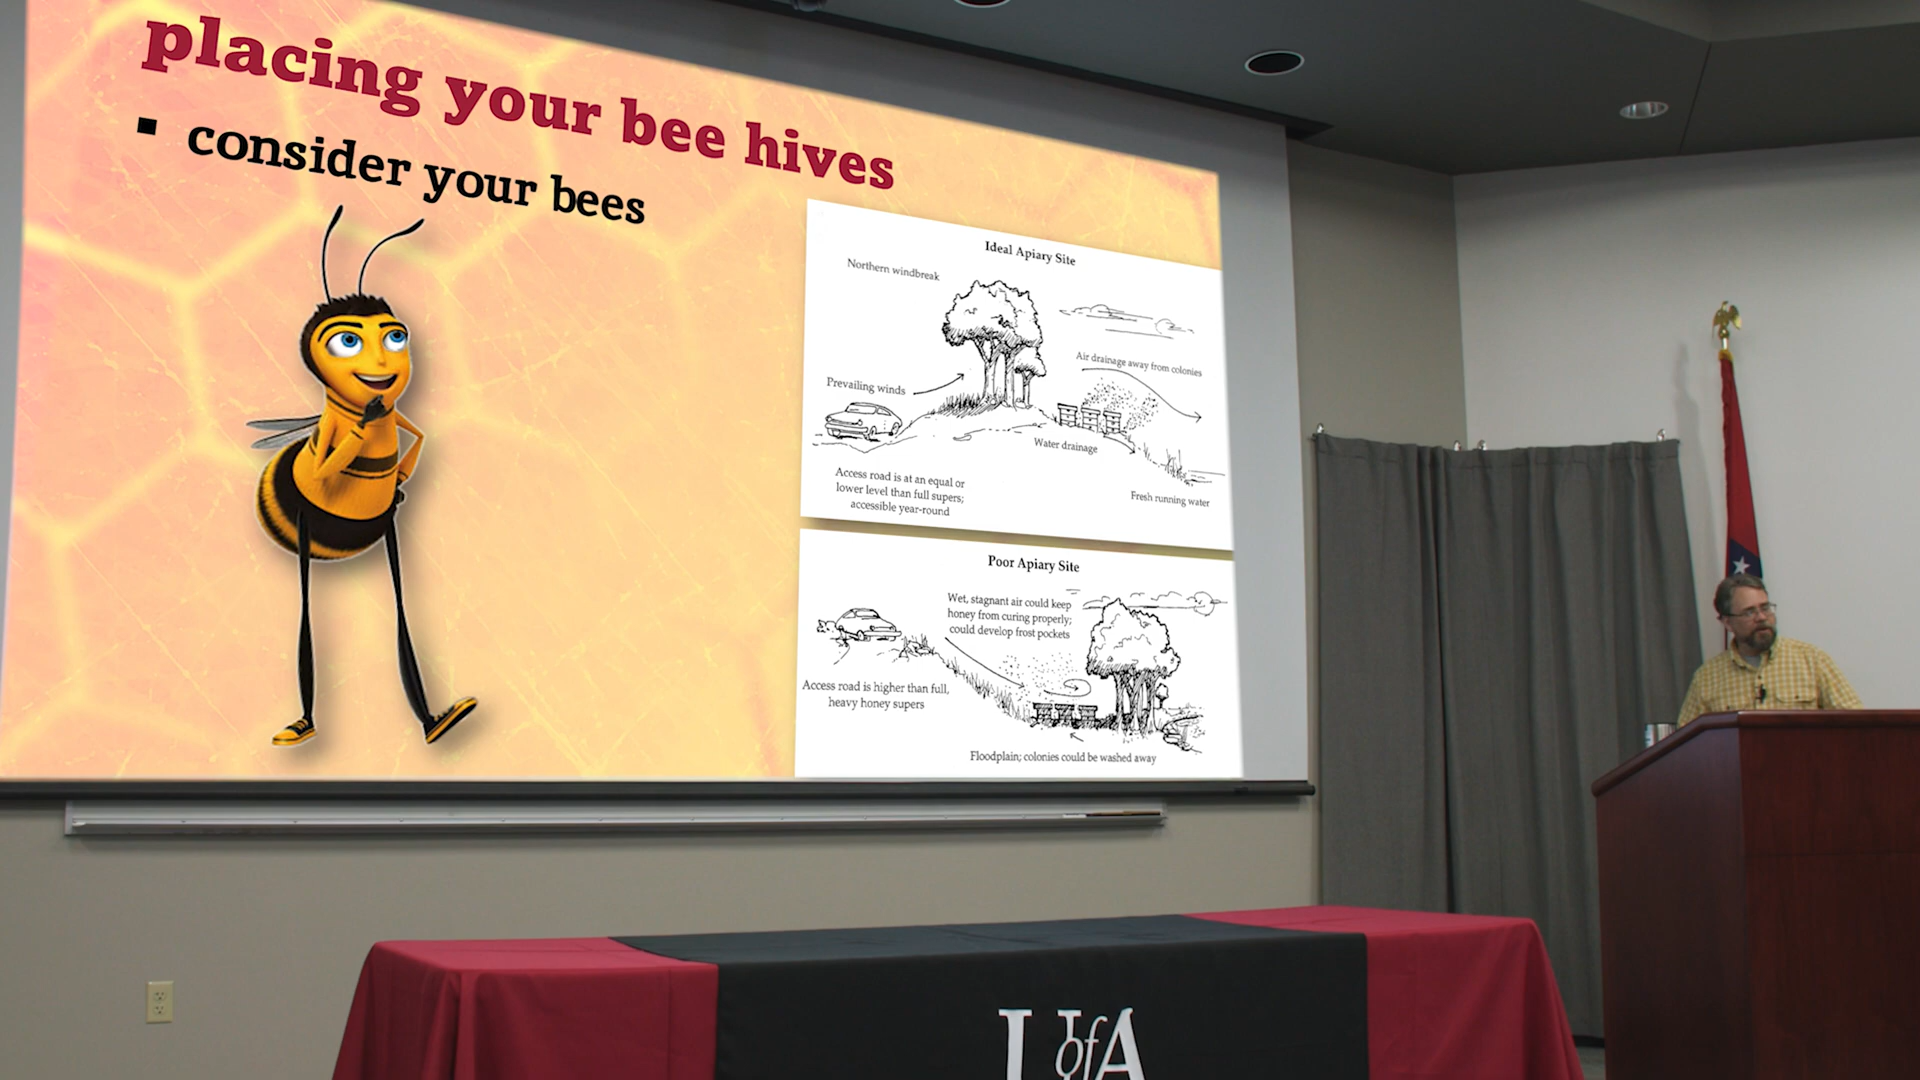 placing your bee hives
▪ consider your bees
Ideal Apiary Site
Northern windbreak
Air drainage away from colonies
Prevailing winds
Water drainage
Access road is at an equal or
lower level than full supers;
accessible year-round
Fresh running water
Poor Apiary Site
Wet, stagnant air could keep
honey from curing properly;
could develop frost pockets
Access road is higher than full,
heavy honey supers
Floodplain; colonies could be washed away
U of A